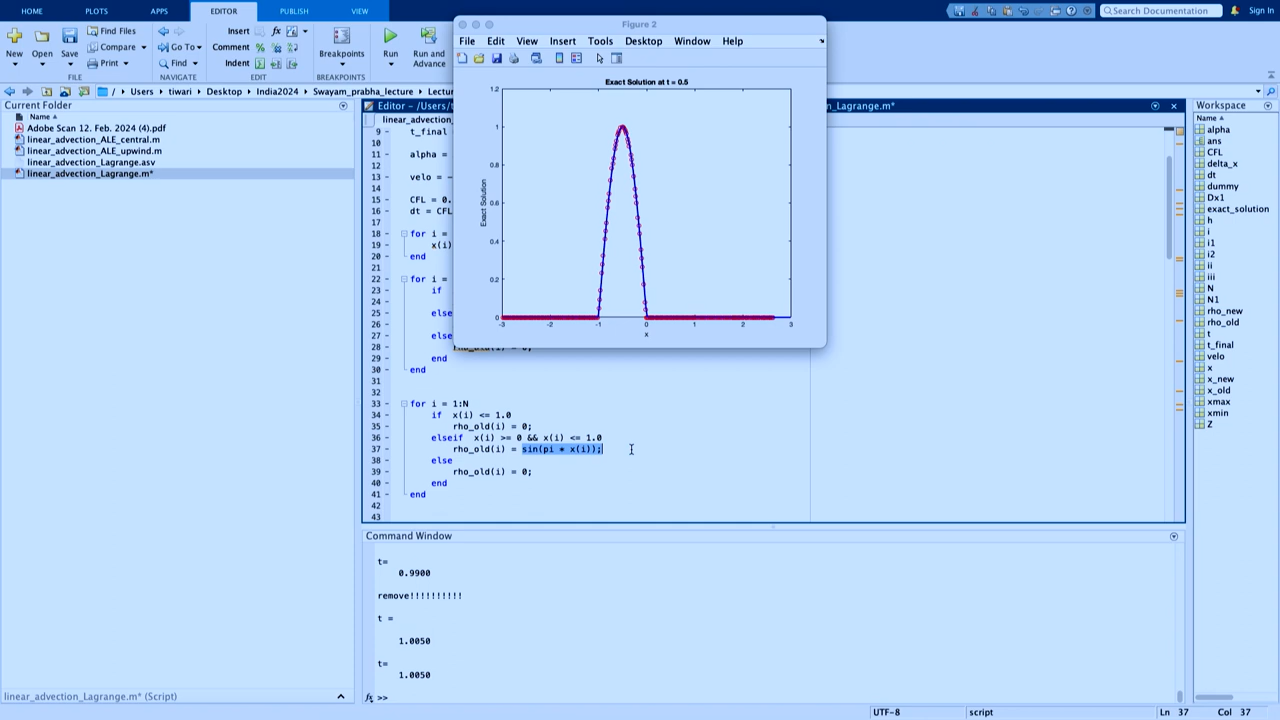 HOME PLOTS APPS EDITOR PUBLISH VIEW
Search Documentation Sign In
New Open Save Find Files Compare Print
Go To Find
Insert fx
Comment
Indent
Breakpoints Run Run and Advance
FILE NAVIGATE EDIT BREAKPOINTS
/ Users tiwari Desktop India2024 Swayam_prabha_lecture Lectur
Current Folder
Name
Adobe Scan 12. Feb. 2024 (4).pdf
linear_advection_ALE_central.m
linear_advection_ALE_upwind.m
linear_advection_Lagrange.asv
linear_advection_Lagrange.m*
linear_advection_Lagrange.m* (Script)
Figure 2
File Edit View Insert Tools Desktop Window Help
Exact Solution at t = 0.5
Exact Solution
1.2
1
0.8
0.6
0.4
0.2
0
-3 -2 -1 0 1 2 3
x
Editor - /Users/t n_Lagrange.m*
linear_advection
9 - t_final =
10
11 - alpha =
12
13 - velo = -
14
15 - CFL = 0.
16 - dt = CFL
17
18 - for i =
19 - x(i)
20 - end
21
22 - for i =
23 - if
24
25 - else
26
27 - else
28 - rho_old(i) = 0;
29 - end
30 - end
31
32
33 - for i = 1:N
34 - if x(i) <= 1.0
35 - rho_old(i) = 0;
36 - elseif x(i) >= 0 && x(i) <= 1.0
37 - rho_old(i) = sin(pi * x(i));
38 - else
39 - rho_old(i) = 0;
40 - end
41 - end
42
43
Command Window
t=
0.9900
remove!!!!!!!!!!
t =
1.0050
t=
1.0050
fx >>
Workspace
Name
alpha
ans
CFL
delta_x
dt
dummy
Dx1
exact_solution
h
i
i1
i2
ii
iii
N
N1
rho_new
rho_old
t
t_final
velo
x
x_new
x_old
xmax
xmin
Z
UTF-8 script Ln 37 Col 37